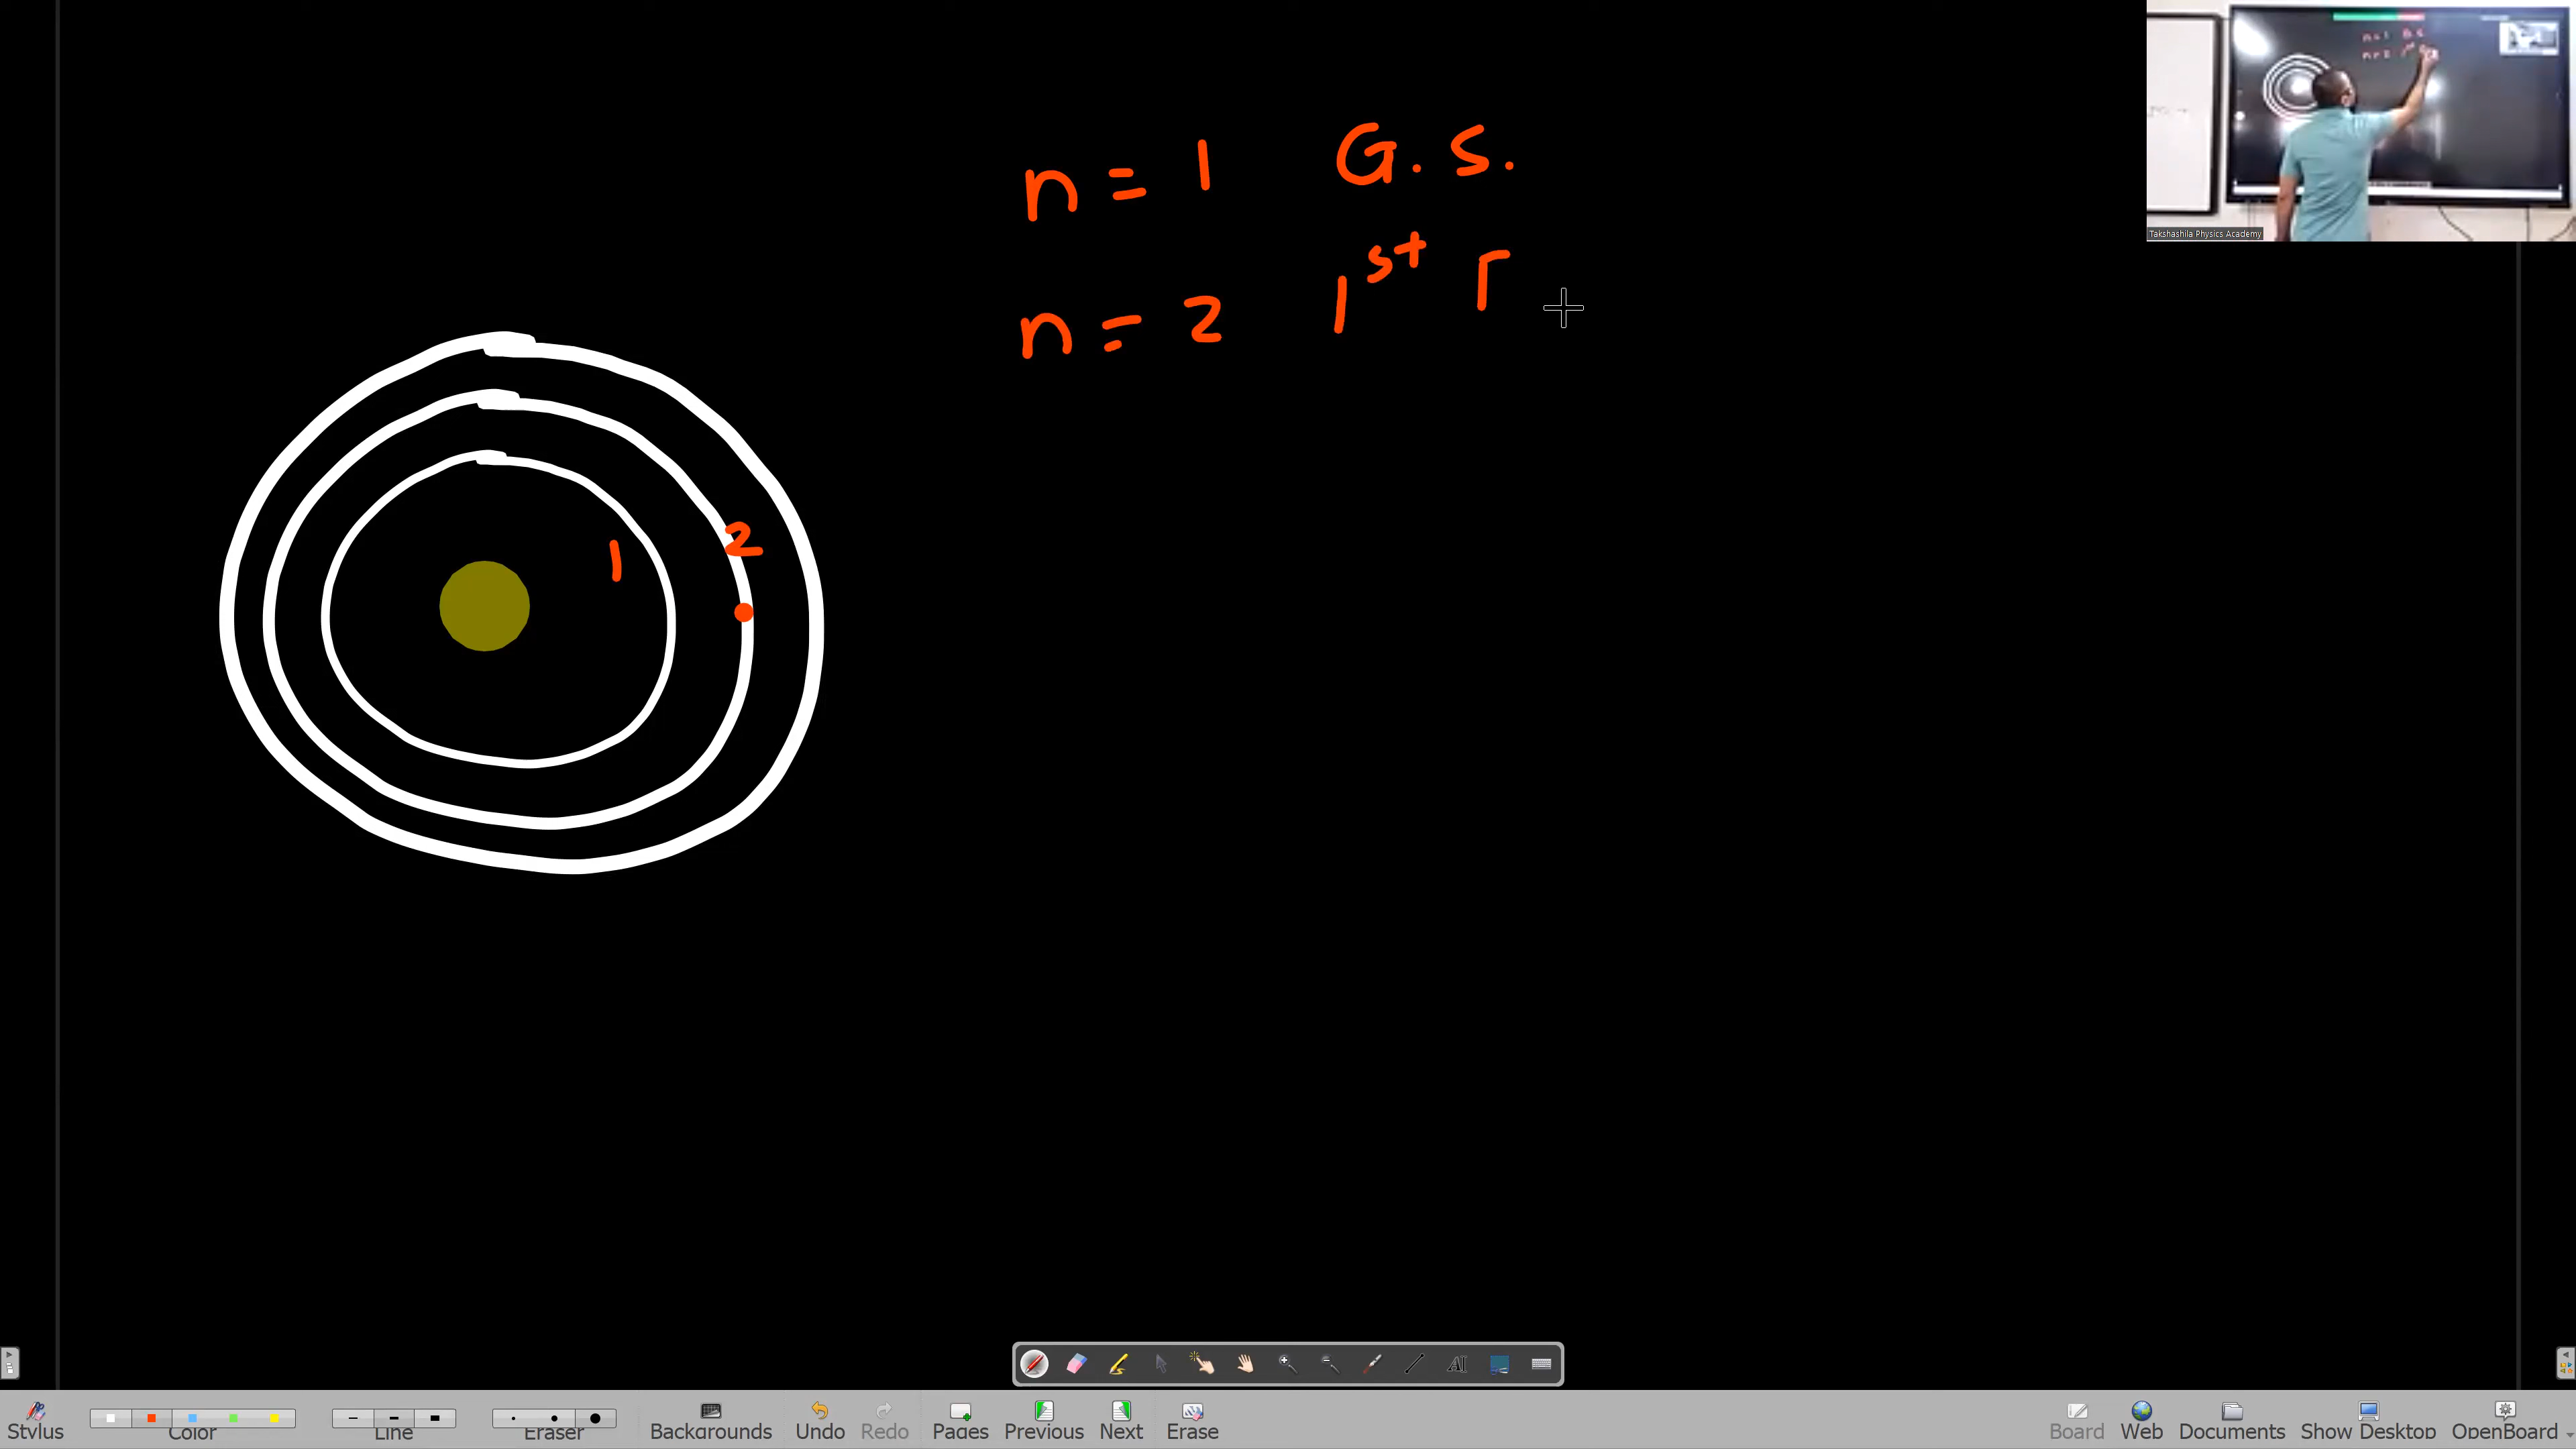 Takshashila Physics Academy
n = 1 G.S.
n = 2 1st
1
2
Stylus
Color
Line
Eraser
Backgrounds
Undo
Redo
Pages
Previous
Next
Erase
Board
Web
Documents
Show Desktop
OpenBoard